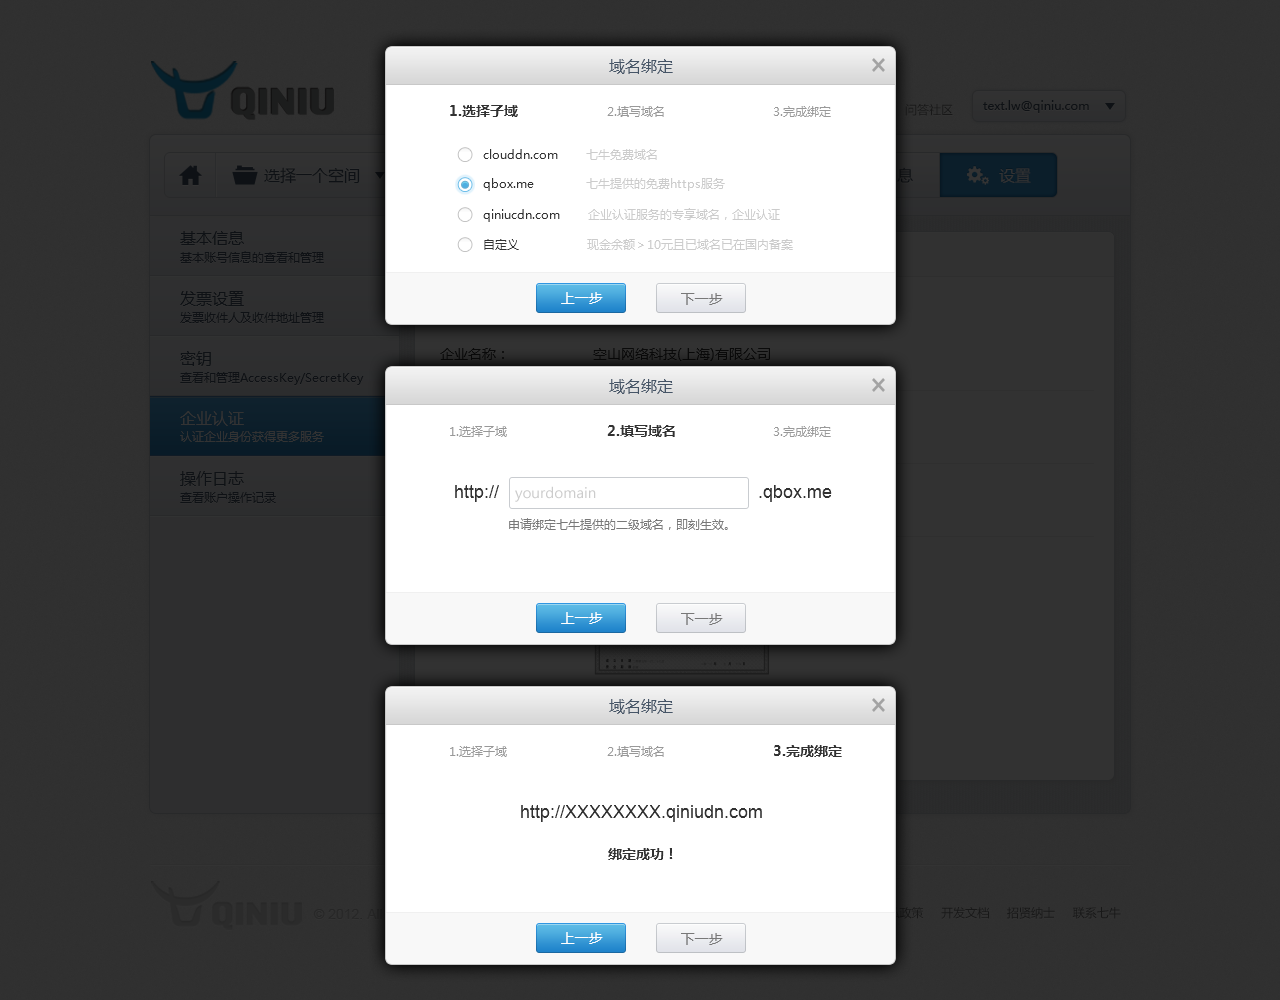 QINIU
问答社区
text.lw@qiniu.com
选择一个空间
息
设置
基本信息
基本账号信息的查看和管理
发票设置
发票收件人及收件地址管理
密钥
查看和管理AccessKey/SecretKey
企业认证
认证企业身份获得更多服务
操作日志
查看账户操作记录
域名绑定
1.选择子域
2.填写域名
3.完成绑定
clouddn.com
七牛免费域名
qbox.me
七牛提供的免费https服务
qiniucdn.com
企业认证服务的专享域名，企业认证
自定义
现金余额 > 10元且已域名已在国内备案
上一步
下一步
企业名称：
空山网络科技(上海)有限公司
域名绑定
1.选择子域
2.填写域名
3.完成绑定
http://
yourdomain
.qbox.me
申请绑定七牛提供的二级域名，即刻生效。
上一步
下一步
域名绑定
1.选择子域
2.填写域名
3.完成绑定
http://XXXXXXXX.qiniudn.com
绑定成功！
上一步
下一步
QINIU
© 2012
政策
开发文档
招贤纳士
联系七牛